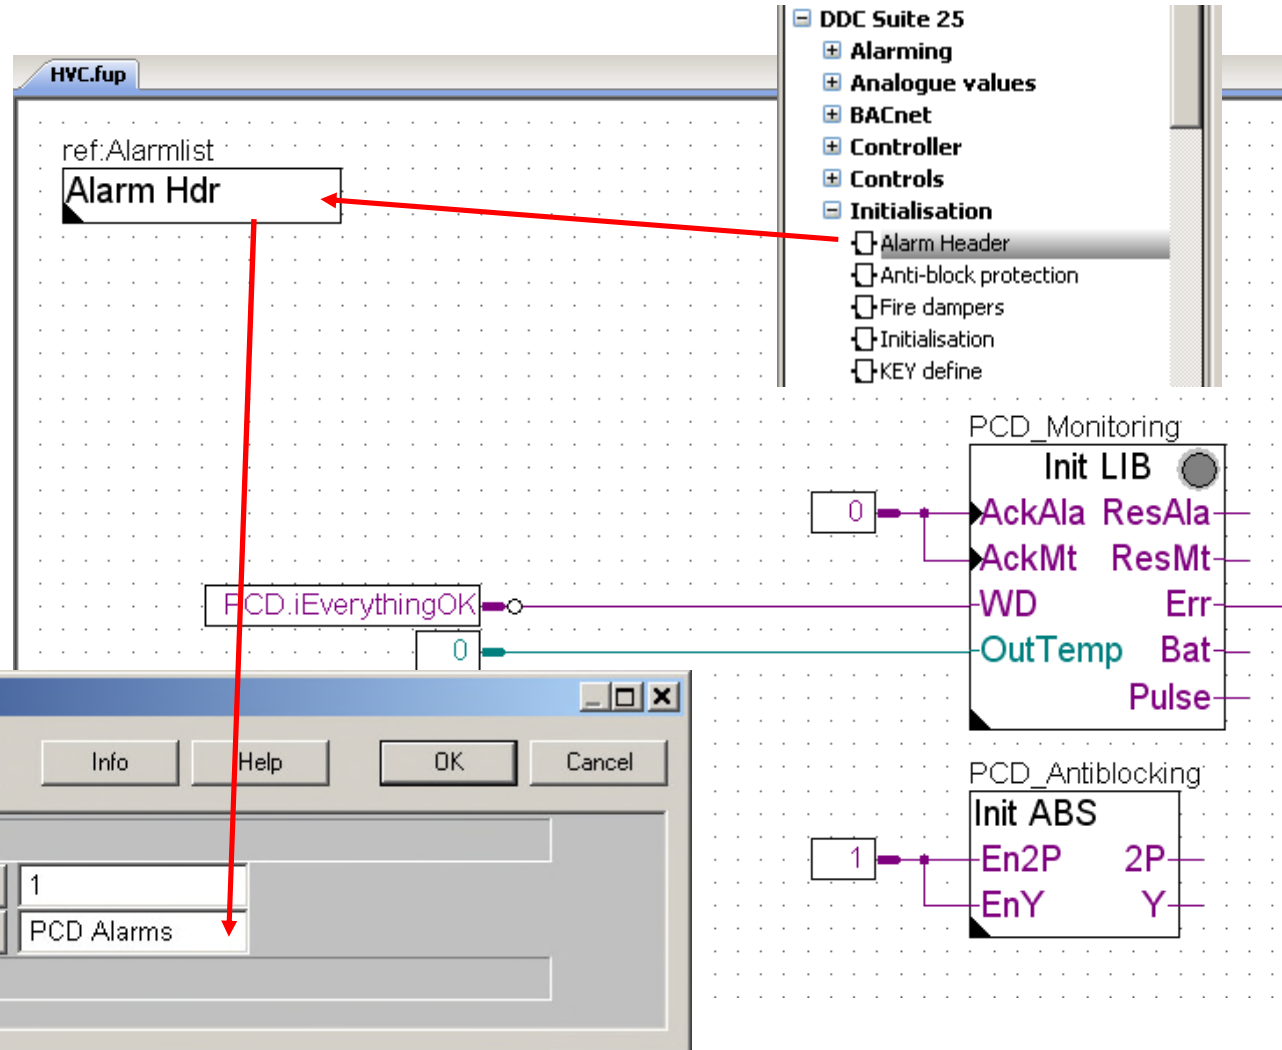 DDC Suite 25
Alarming
Analogue values
BACnet
Controller
Controls
Initialisation
Alarm Header
Anti-block protection
Fire dampers
Initialisation
KEY define
HVC.fup
ref:Alarmlist
Alarm Hdr
PCD_Monitoring
Init LIB
0
AckAla ResAla
AckMt ResMt
PCD.iEverythingOK
WD Err
0
OutTemp Bat
Pulse
Info Help OK Cancel
PCD_Antiblocking
Init ABS
1
En2P 2P
EnY Y
1
PCD Alarms